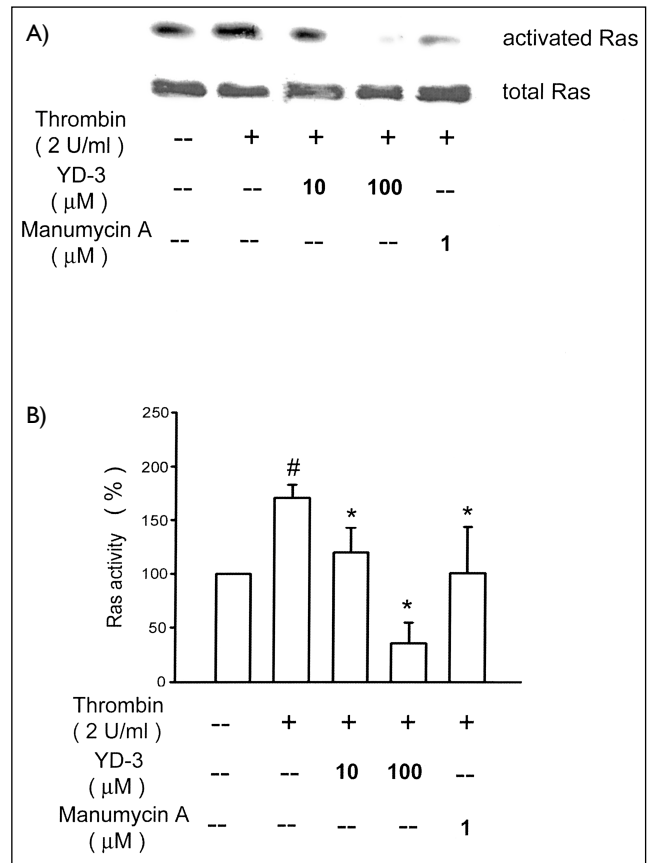 A)
activated Ras
total Ras
Thrombin
( 2 U/ml ) -- + + + +
YD-3
( μM ) -- -- 10 100 --
Manumycin A
( μM ) -- -- -- -- 1
B)
250
200
150
100
50
0
Ras activity ( % )
#
*
*
*
Thrombin
( 2 U/ml ) -- + + + +
YD-3
( μM ) -- -- 10 100 --
Manumycin A
( μM ) -- -- -- -- 1